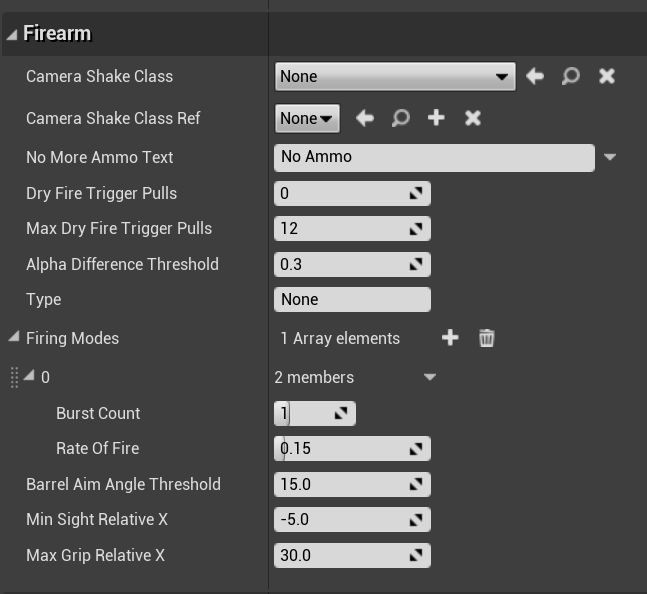 Firearm
Camera Shake Class None
Camera Shake Class Ref None
No More Ammo Text No Ammo
Dry Fire Trigger Pulls 0
Max Dry Fire Trigger Pulls 12
Alpha Difference Threshold 0.3
Type None
Firing Modes 1 Array elements
0 2 members
Burst Count 1
Rate Of Fire 0.15
Barrel Aim Angle Threshold 15.0
Min Sight Relative X -5.0
Max Grip Relative X 30.0